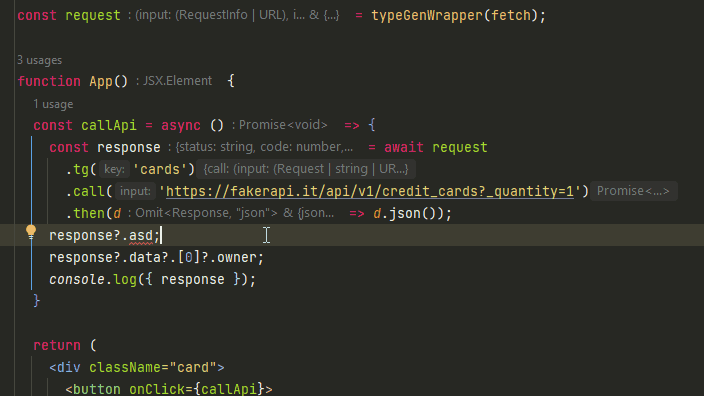 const request : (input: (RequestInfo | URL), i... & {...} = typeGenWrapper(fetch);
3 usages
function App() : JSX.Element {
1 usage
const callApi = async () : Promise<void> => {
const response : {status: string, code: number,... = await request
.tg( key: 'cards') {call: (input: (Request | string | UR...}
.call( input: 'https://fakerapi.it/api/v1/credit_cards?_quantity=1') Promise<...>
.then(d : Omit<Response, "json"> & {json... => d.json());
response?.asd;
response?.data?.[0]?.owner;
console.log({ response });
}
return (
<div className="card">
<button onClick={callApi}>